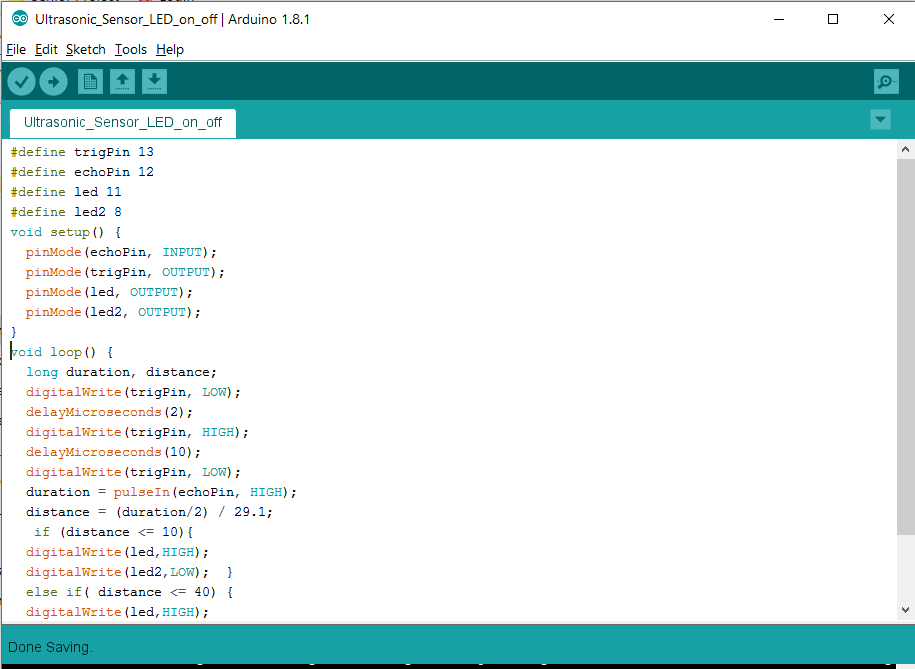 Ultrasonic_Sensor_LED_on_off | Arduino 1.8.1
File Edit Sketch Tools Help
Ultrasonic_Sensor_LED_on_off
#define trigPin 13
#define echoPin 12
#define led 11
#define led2 8
void setup() {
  pinMode(echoPin, INPUT);
  pinMode(trigPin, OUTPUT);
  pinMode(led, OUTPUT);
  pinMode(led2, OUTPUT);
}
void loop() {
  long duration, distance;
  digitalWrite(trigPin, LOW);
  delayMicroseconds(2);
  digitalWrite(trigPin, HIGH);
  delayMicroseconds(10);
  digitalWrite(trigPin, LOW);
  duration = pulseIn(echoPin, HIGH);
  distance = (duration/2) / 29.1;
   if (distance <= 10){
  digitalWrite(led,HIGH);
  digitalWrite(led2,LOW);  }
  else if( distance <= 40) {
  digitalWrite(led,HIGH);
Done Saving.